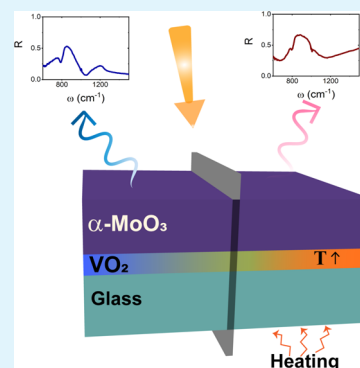 1.0
0.5
0.0
R
800
1200
ω (cm⁻¹)
1.0
0.5
0.0
R
800
1200
ω (cm⁻¹)
α-MoO₃
VO₂
T ↑
Glass
Heating